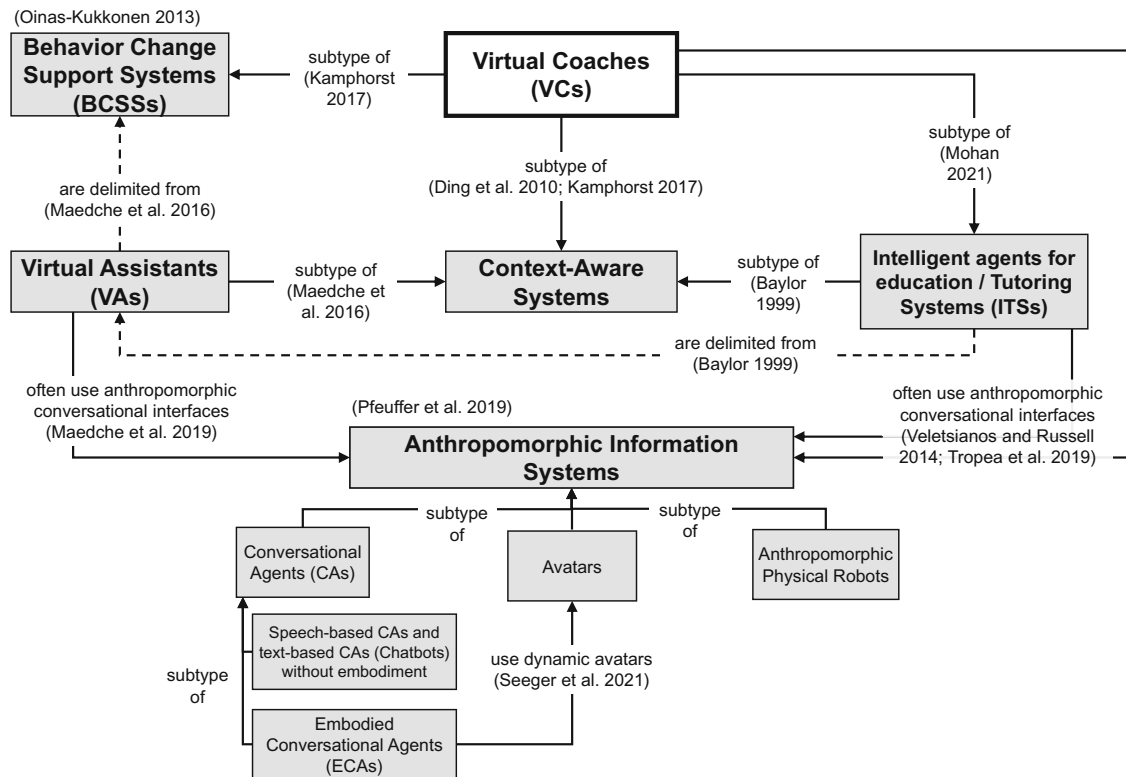 (Oinas-Kukkonen 2013)
Behavior Change
Support Systems
(BCSSs)
subtype of
(Kamphorst
2017)
Virtual Coaches
(VCs)
subtype of
(Mohan
2021)
subtype of
(Ding et al. 2010; Kamphorst 2017)
are delimited from
(Maedche et al. 2016)
Virtual Assistants
(VAs)
subtype of
(Maedche et
al. 2016)
Context-Aware
Systems
subtype of
(Baylor
1999)
Intelligent agents for
education / Tutoring
Systems (ITSs)
are delimited from
(Baylor 1999)
often use anthropomorphic
conversational interfaces
(Maedche et al. 2019)
often use anthropomorphic
conversational interfaces
(Veletsianos and Russell
2014; Tropea et al. 2019)
(Pfeuffer et al. 2019)
Anthropomorphic Information
Systems
subtype
of
subtype
of
Conversational
Agents (CAs)
Avatars
Anthropomorphic
Physical Robots
Speech-based CAs and
text-based CAs (Chatbots)
without embodiment
subtype
of
use dynamic avatars
(Seeger et al. 2021)
Embodied
Conversational Agents
(ECAs)